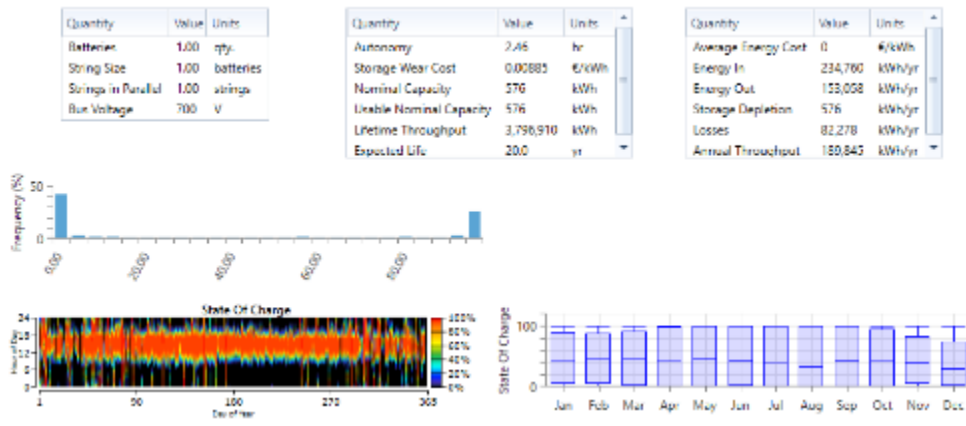 Quantity Value Units
Batteries 1.00 qty.
String Size 1.00 batteries
Strings in Parallel 1.00 strings
Bus Voltage 700 V
Quantity Value Units
Autonomy 2.46 hr
Storage Wear Cost 0.00885 €/kWh
Nominal Capacity 576 kWh
Usable Nominal Capacity 576 kWh
Lifetime Throughput 3,796,910 kWh
Expected Life 20.0 yr
Quantity Value Units
Average Energy Cost 0 €/kWh
Energy In 234,760 kWh/yr
Energy Out 153,058 kWh/yr
Storage Depletion 576 kWh/yr
Losses 82,278 kWh/yr
Annual Throughput 189,845 kWh/yr
Frequency (%)
50
0
0.00 20.00 40.00 60.00 80.00
State Of Charge
Hour of Day
24
18
12
6
0
1 90 180 270 365
Day of Year
100%
80%
60%
40%
20%
0%
State Of Charge
100
0
Jan Feb Mar Apr May Jun Jul Aug Sep Oct Nov Dec